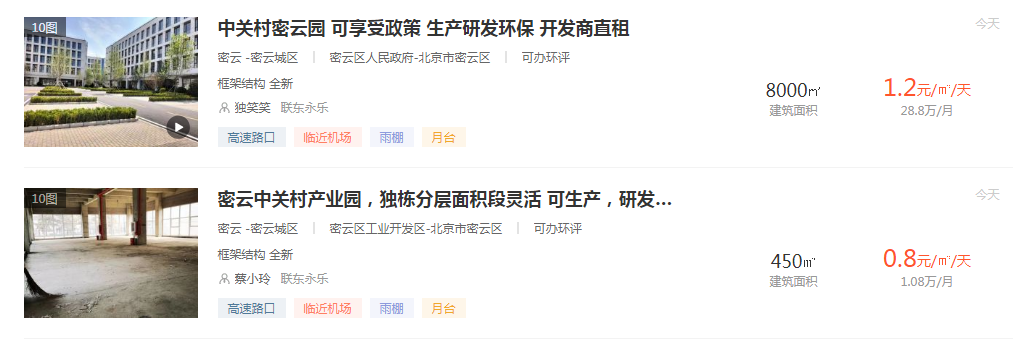 10图
中关村密云园 可享受政策 生产研发环保 开发商直租
今天
密云 -密云城区 | 密云区人民政府-北京市密云区 | 可办环评
框架结构 全新
8000㎡
1.2元/㎡/天
独笑笑 联东永乐
建筑面积
28.8万/月
高速路口 临近机场 雨棚 月台
10图
密云中关村产业园，独栋分层面积段灵活 可生产，研发...
今天
密云 -密云城区 | 密云区工业开发区-北京市密云区 | 可办环评
框架结构 全新
450㎡
0.8元/㎡/天
蔡小玲 联东永乐
建筑面积
1.08万/月
高速路口 临近机场 雨棚 月台